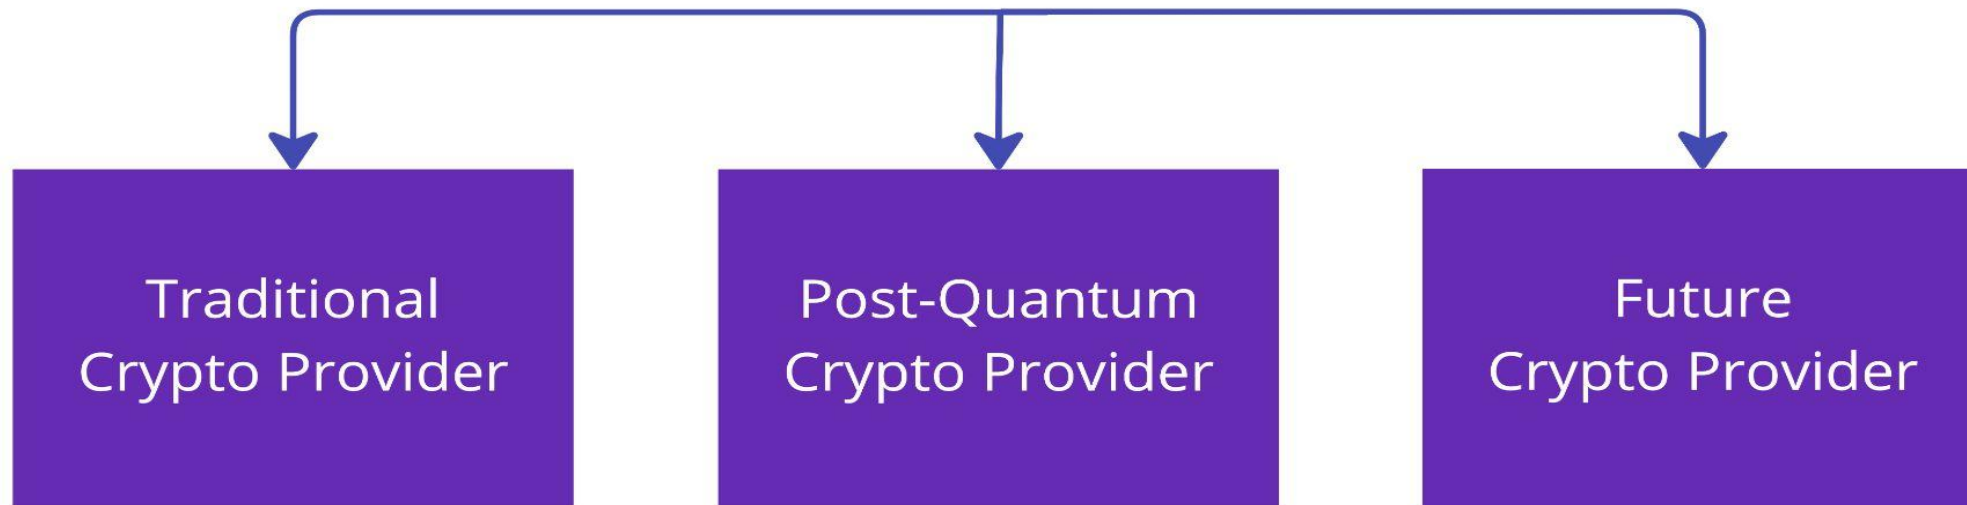 Traditional
Crypto Provider
Post-Quantum
Crypto Provider
Future
Crypto Provider